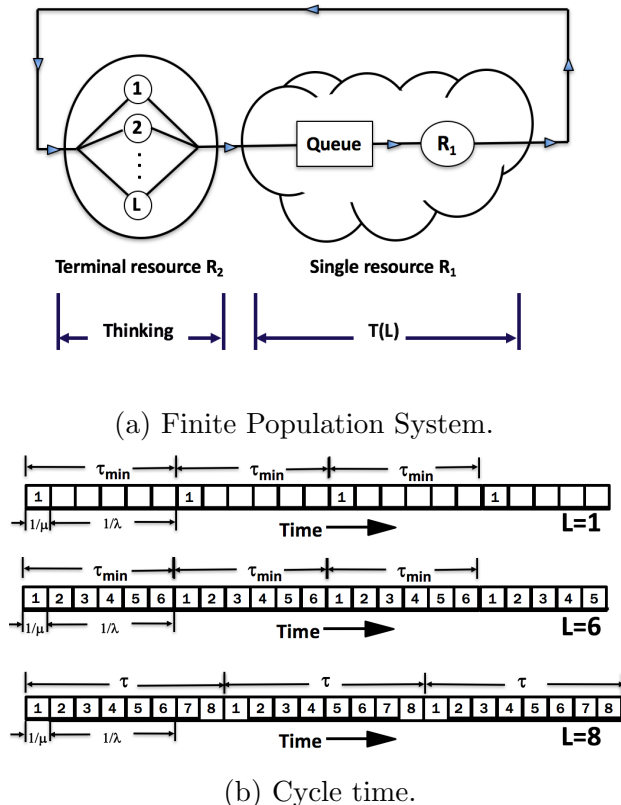 1
2
L
Queue
R1
Terminal resource R2
Single resource R1
Thinking
T(L)
(a) Finite Population System.
τmin τmin τmin
1 1 1 1
1/μ 1/λ Time L=1
τmin τmin τmin
1 2 3 4 5 6 1 2 3 4 5 6 1 2 3 4 5 6 1 2 3 4 5
1/μ 1/λ Time L=6
τ τ τ
1 2 3 4 5 6 7 8 1 2 3 4 5 6 7 8 1 2 3 4 5 6 7 8
1/μ 1/λ Time L=8
(b) Cycle time.